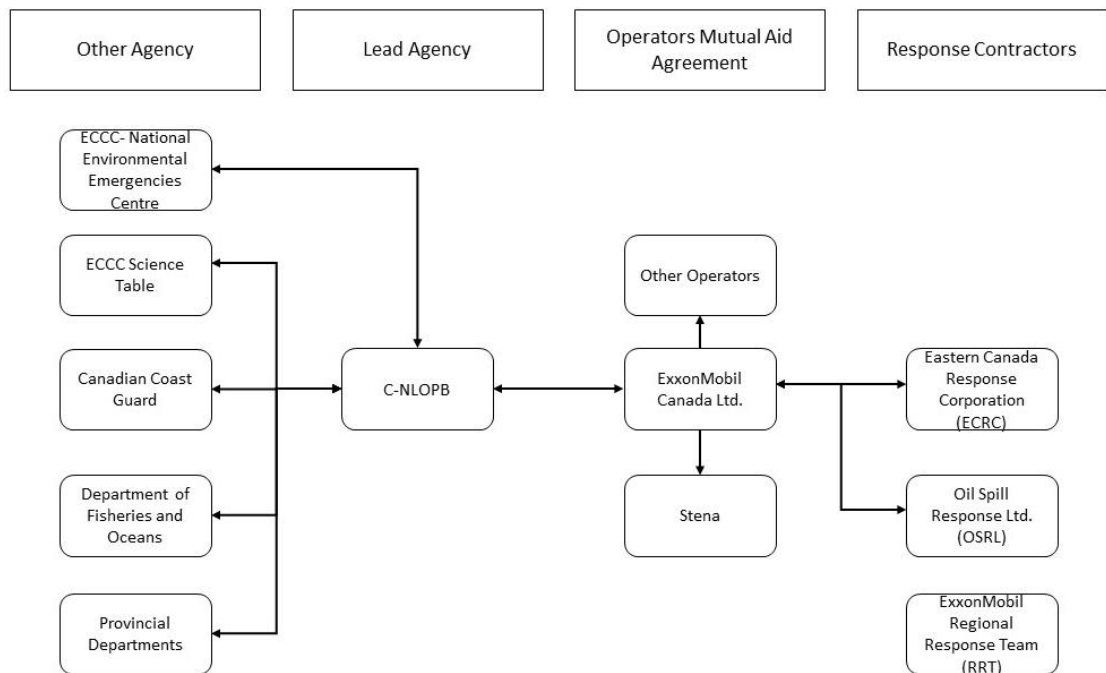 Other Agency
Lead Agency
Operators Mutual Aid
Agreement
Response Contractors
ECCC- National
Environmental
Emergencies
Centre
ECCC Science
Table
Canadian Coast
Guard
Department of
Fisheries and
Oceans
Provincial
Departments
C-NLOPB
Other Operators
ExxonMobil
Canada Ltd.
Stena
Eastern Canada
Response
Corporation
(ECRC)
Oil Spill
Response Ltd.
(OSRL)
ExxonMobil
Regional
Response Team
(RRT)